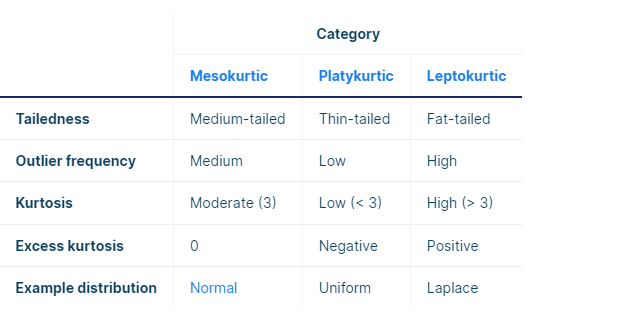 Category
Mesokurtic Platykurtic Leptokurtic
Tailedness Medium-tailed Thin-tailed Fat-tailed
Outlier frequency Medium Low High
Kurtosis Moderate (3) Low (< 3) High (> 3)
Excess kurtosis 0 Negative Positive
Example distribution Normal Uniform Laplace